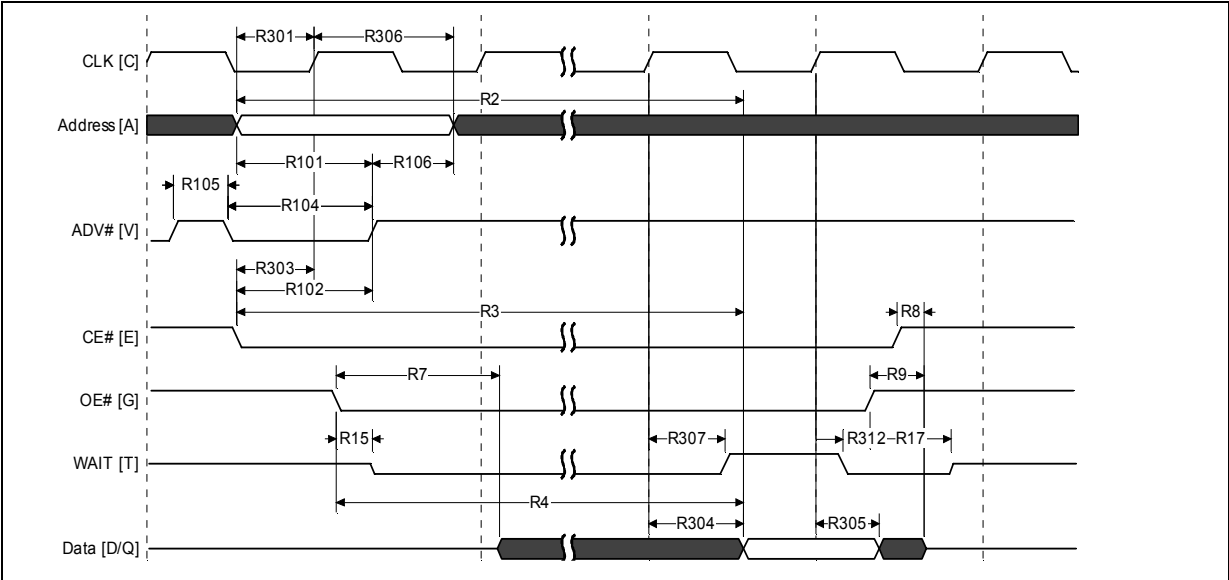 R301 R306
CLK [C]
R2
Address [A]
R101 R106
R105
R104
ADV# [V]
R303
R102
R3 R8
CE# [E]
R7 R9
OE# [G]
R15 R307 R312 R17
WAIT [T]
R4
R304 R305
Data [D/Q]